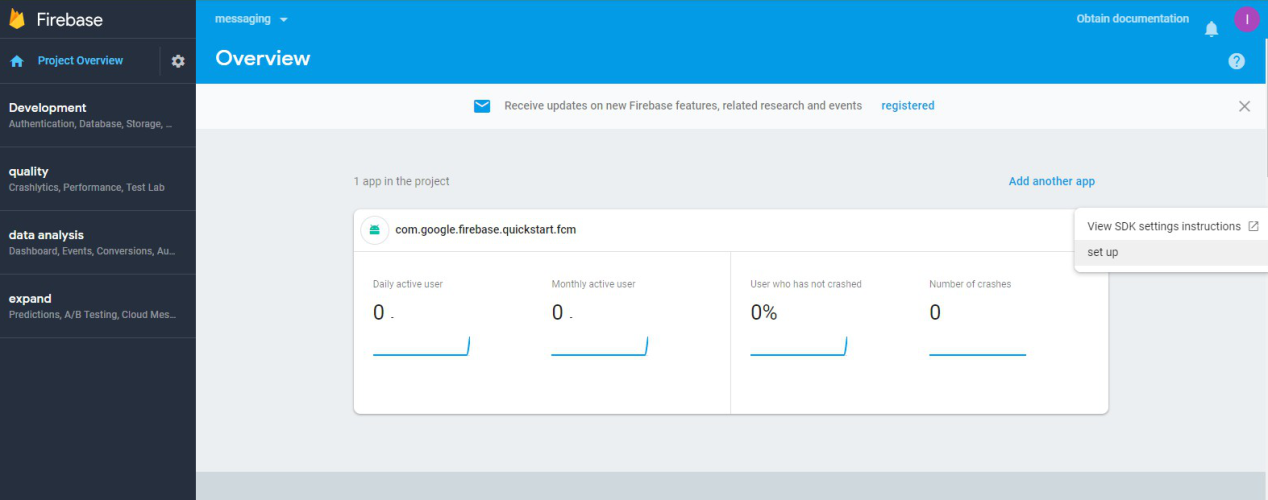 Firebase
messaging
Obtain documentation
I
Project Overview
Overview
Receive updates on new Firebase features, related research and events registered
Development
Authentication, Database, Storage, ...
quality
Crashlytics, Performance, Test Lab
data analysis
Dashboard, Events, Conversions, Au...
expand
Predictions, A/B Testing, Cloud Mes...
1 app in the project
Add another app
com.google.firebase.quickstart.fcm
View SDK settings instructions
set up
Daily active user
Monthly active user
User who has not crashed
Number of crashes
0 -
0 -
0%
0